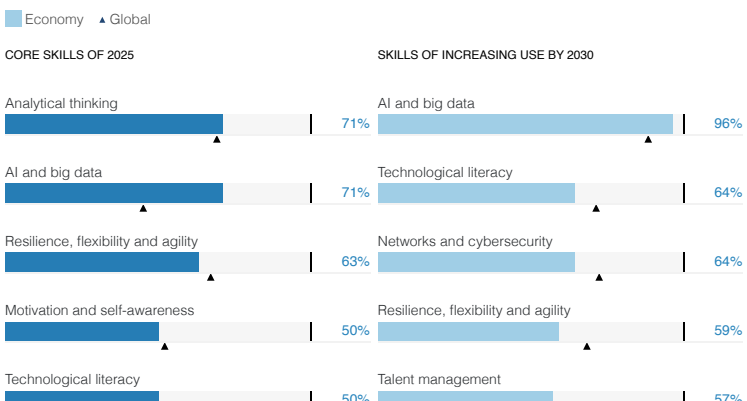 Economy Global
CORE SKILLS OF 2025
Analytical thinking
71%
AI and big data
71%
Resilience, flexibility and agility
63%
Motivation and self-awareness
50%
Technological literacy
50%
SKILLS OF INCREASING USE BY 2030
AI and big data
96%
Technological literacy
64%
Networks and cybersecurity
64%
Resilience, flexibility and agility
59%
Talent management
57%